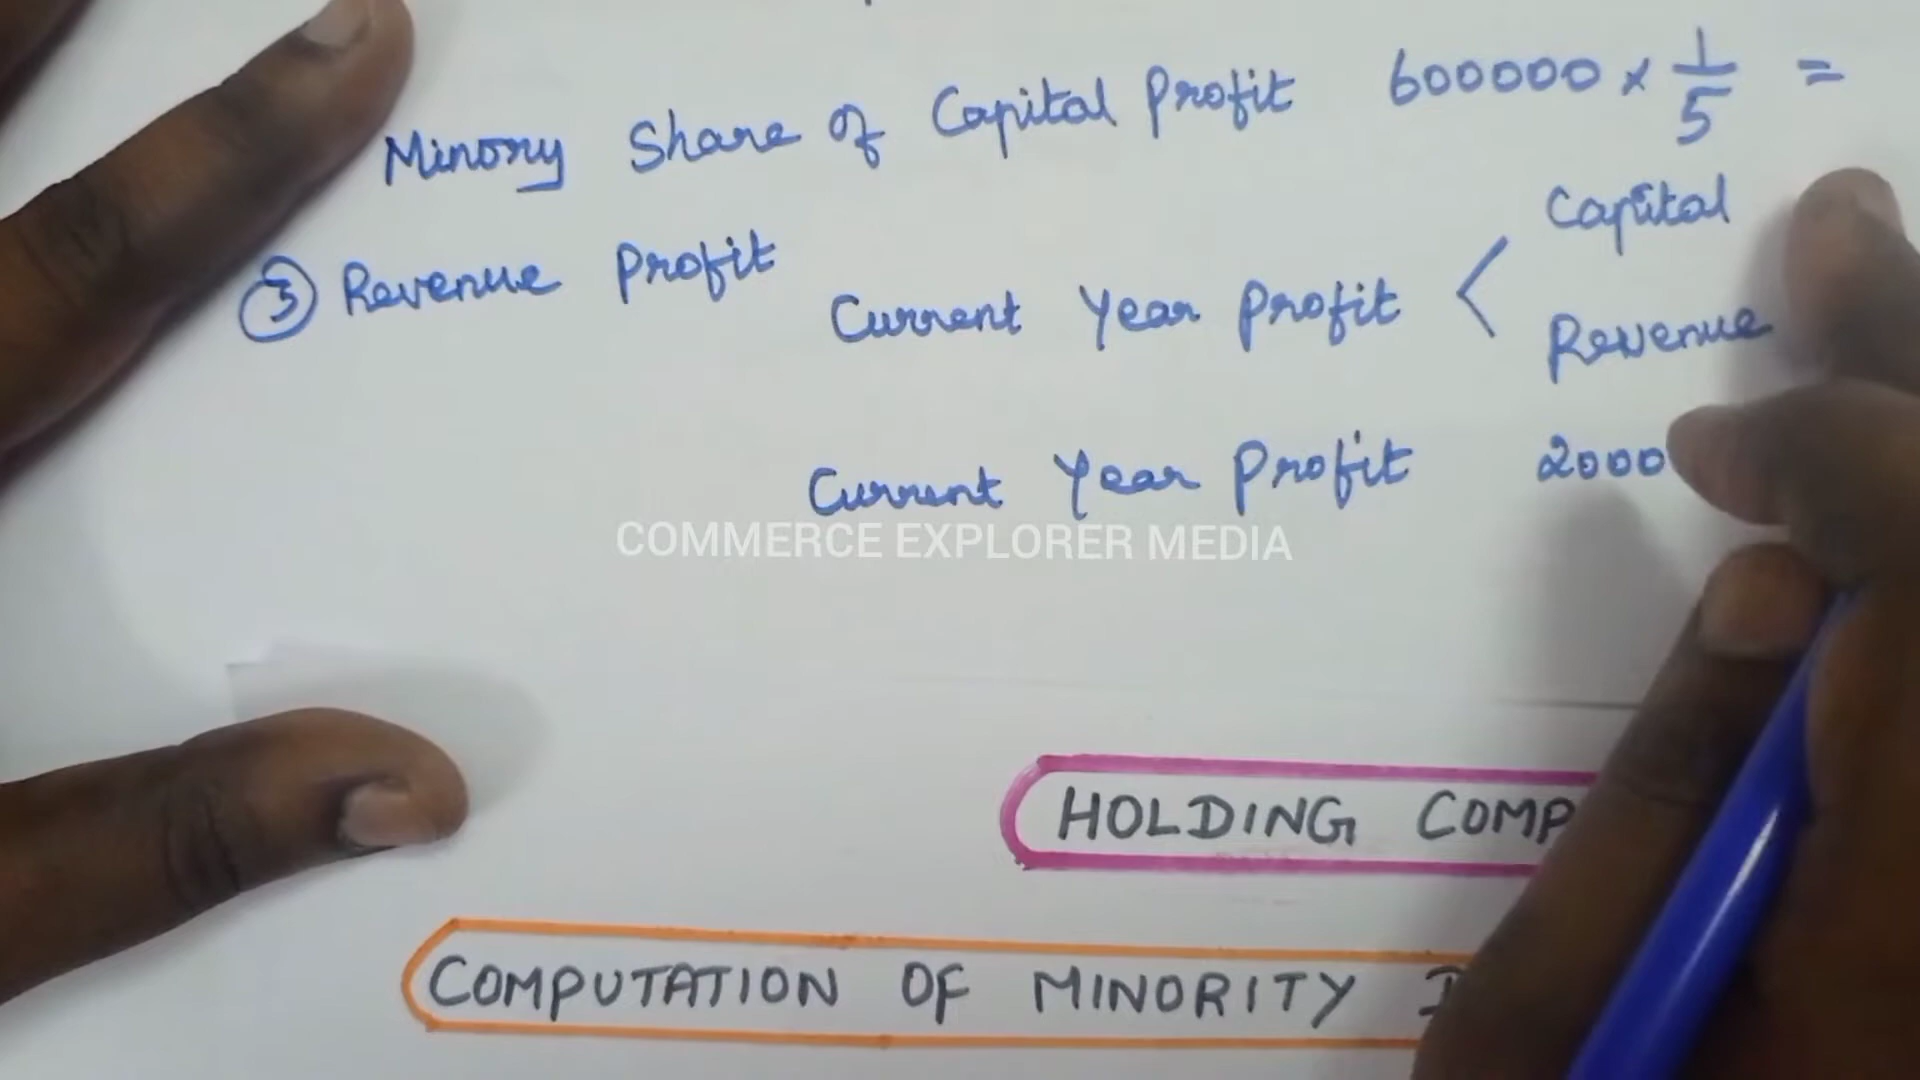 Minory Share of Capital Profit 600000 × 1/5 =
③ Revenue Profit
Capital
Current Year Profit <
Revenue
Current Year Profit 2000
COMMERCE EXPLORER MEDIA
HOLDING COMP
COMPUTATION OF MINORITY I